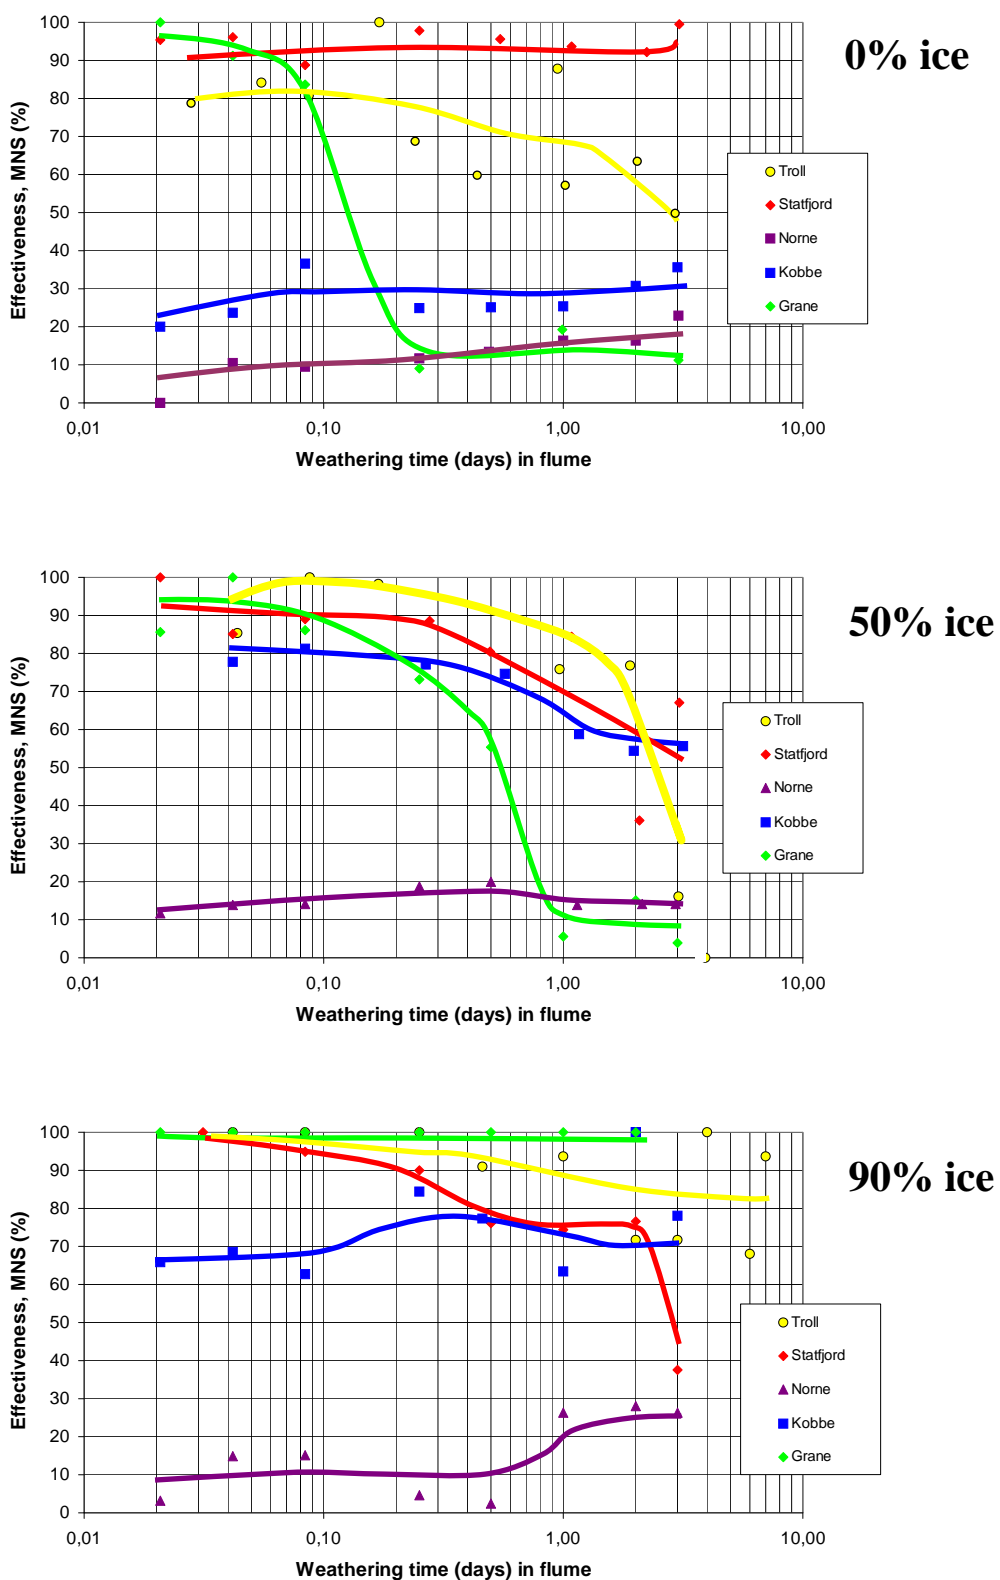 0% ice
Effectiveness, MNS (%)
100
90
80
70
60
50
40
30
20
10
0
Troll
Statfjord
Norne
Kobbe
Grane
0,01
0,10
1,00
10,00
Weathering time (days) in flume
50% ice
Effectiveness, MNS (%)
100
90
80
70
60
50
40
30
20
10
0
Troll
Statfjord
Norne
Kobbe
Grane
0,01
0,10
1,00
10,00
Weathering time (days) in flume
90% ice
Effectiveness, MNS (%)
100
90
80
70
60
50
40
30
20
10
0
Troll
Statfjord
Norne
Kobbe
Grane
0,01
0,10
1,00
10,00
Weathering time (days) in flume